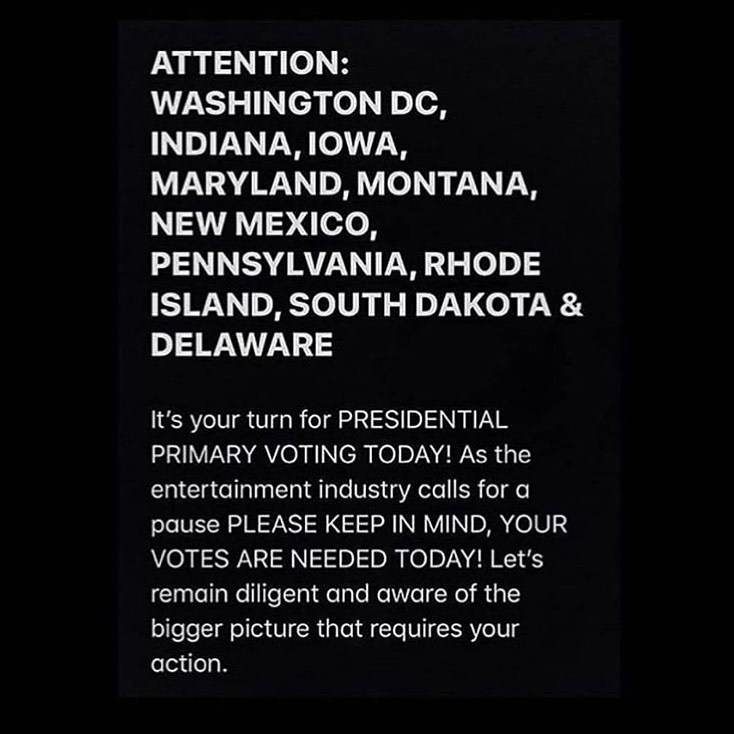 ATTENTION:
WASHINGTON DC,
INDIANA, IOWA,
MARYLAND, MONTANA,
NEW MEXICO,
PENNSYLVANIA, RHODE
ISLAND, SOUTH DAKOTA &
DELAWARE
It's your turn for PRESIDENTIAL
PRIMARY VOTING TODAY! As the
entertainment industry calls for a
pause PLEASE KEEP IN MIND, YOUR
VOTES ARE NEEDED TODAY! Let's
remain diligent and aware of the
bigger picture that requires your
action.